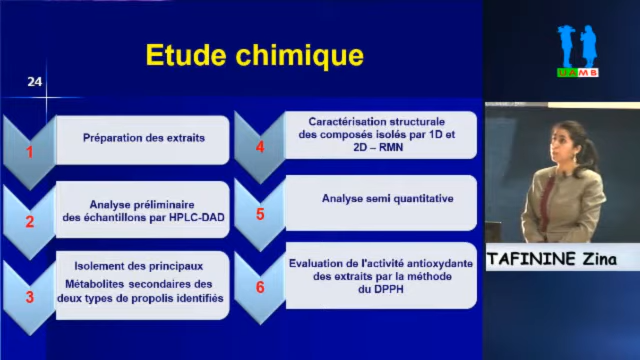 Etude chimique
24
1
Préparation des extraits
2
Analyse préliminaire
des échantillons par HPLC-DAD
3
Isolement des principaux
Métabolites secondaires des
deux types de propolis identifiés
4
Caractérisation structurale
des composés isolés par 1D et
2D – RMN
5
Analyse semi quantitative
6
Evaluation de l'activité antioxydante
des extraits par la méthode
du DPPH
UAMB
TAFININE Zina